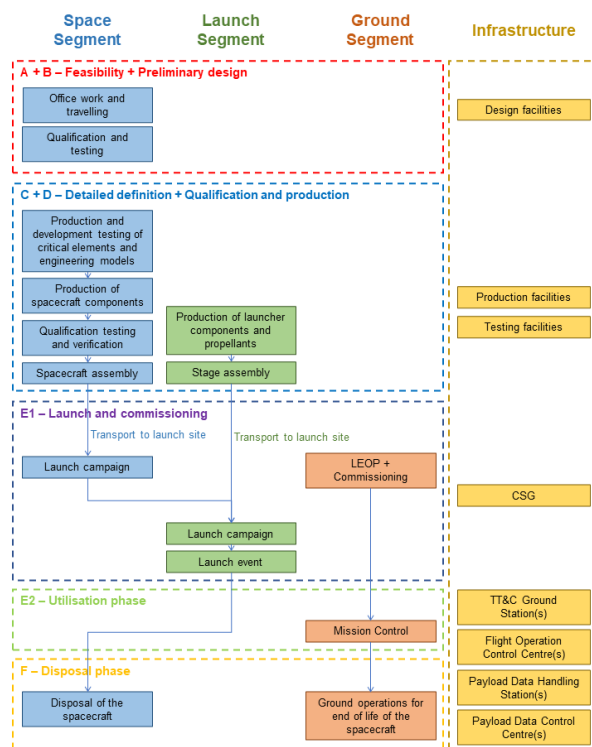 Space
Segment
Launch
Segment
Ground
Segment
Infrastructure
A + B – Feasibility + Preliminary design
Office work and
travelling
Qualification and
testing
Design facilities
C + D – Detailed definition + Qualification and production
Production and
development testing of
critical elements and
engineering models
Production of
spacecraft components
Qualification testing
and verification
Spacecraft assembly
Production of launcher
components and
propellants
Stage assembly
Production facilities
Testing facilities
E1 – Launch and commissioning
Transport to launch site
Transport to launch site
Launch campaign
LEOP +
Commissioning
Launch campaign
Launch event
CSG
E2 – Utilisation phase
Mission Control
TT&C Ground
Station(s)
Flight Operation
Control Centre(s)
F – Disposal phase
Disposal of the
spacecraft
Ground operations for
end of life of the
spacecraft
Payload Data Handling
Station(s)
Payload Data Control
Centre(s)